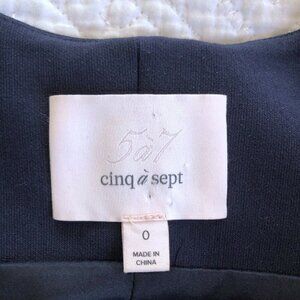 5à7
cinq à sept
0
MADE IN
CHINA